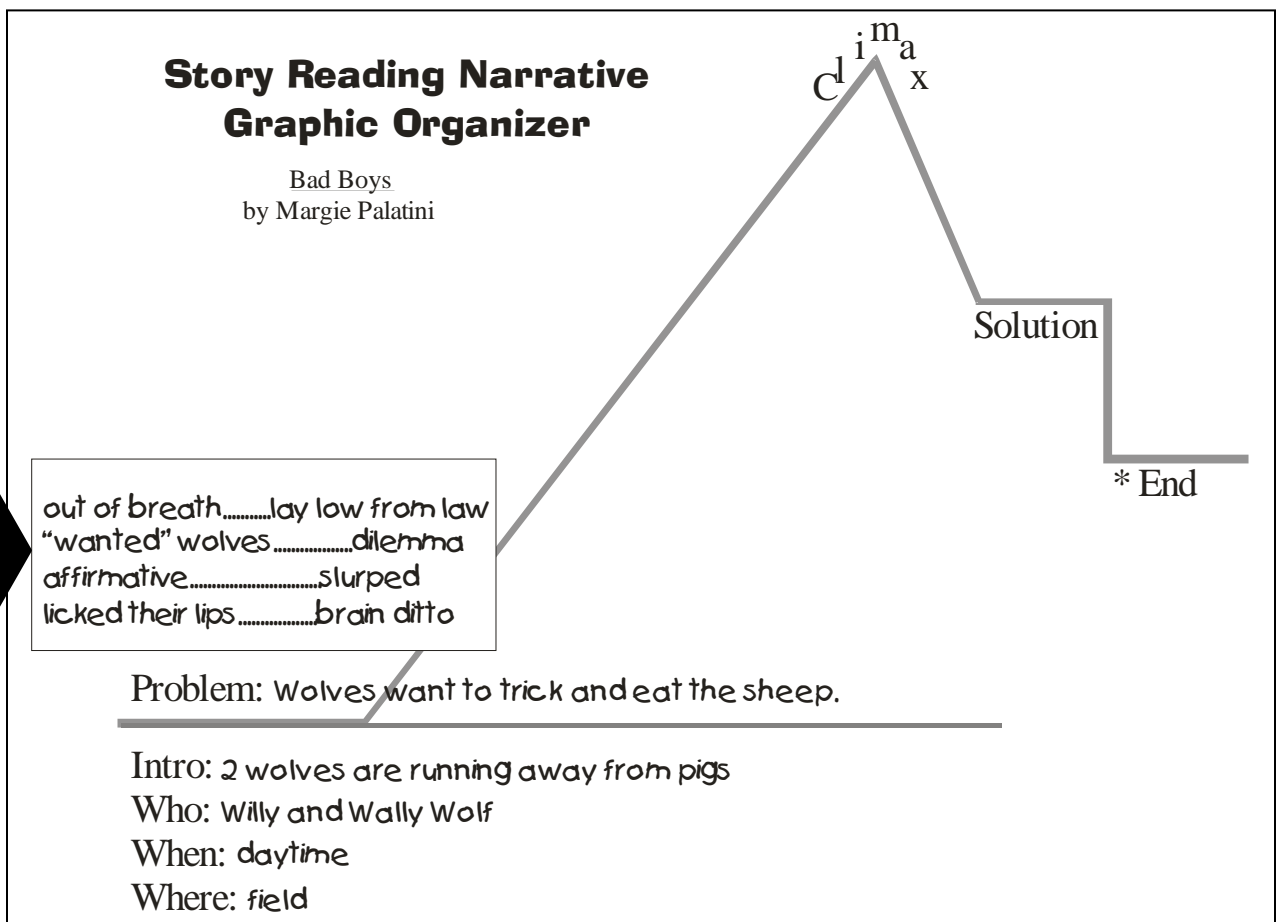 Story Reading Narrative
Graphic Organizer
Bad Boys
by Margie Palatini
Climax
Solution
* End
out of breath...........lay low from law
“wanted” wolves..................dilemma
affirmative..............................slurped
licked their lips..................brain ditto
Problem: Wolves want to trick and eat the sheep.
Intro: 2 wolves are running away from pigs
Who: Willy and Wally Wolf
When: daytime
Where: field